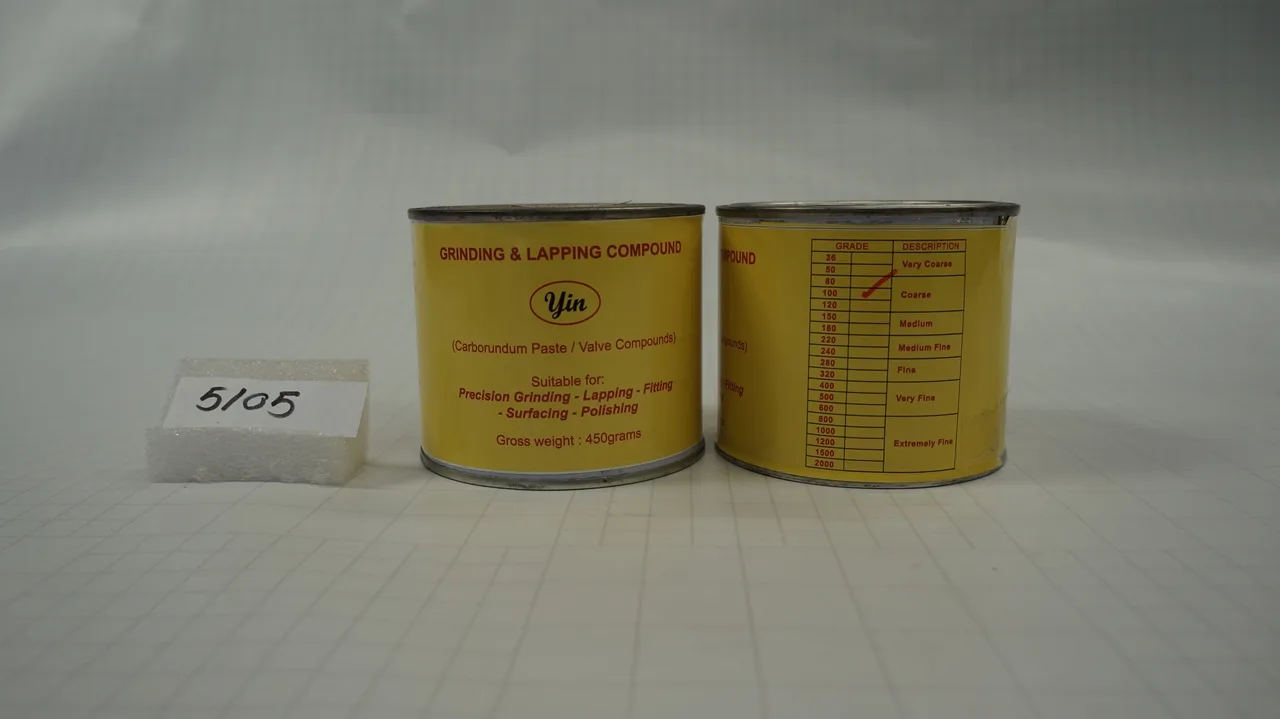 5105
GRINDING & LAPPING COMPOUND
Yin
(Carborundum Paste / Valve Compounds)
Suitable for:
Precision Grinding - Lapping - Fitting
- Surfacing - Polishing
Gross weight : 450grams
GRADE DESCRIPTION
36
50
Very Coarse
80
100
Coarse
120
150
Medium
180
220
Medium Fine
240
280
Fine
320
400
500
Very Fine
600
800
1000
1200
Extremely Fine
1500
2000